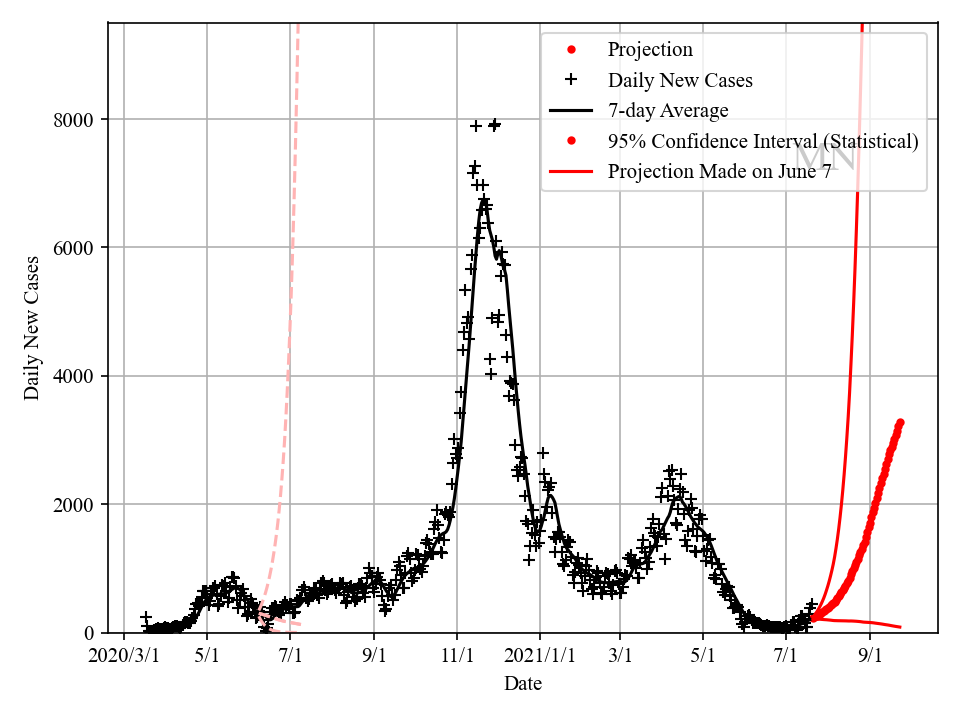 Projection
Daily New Cases
7-day Average
95% Confidence Interval (Statistical)
Projection Made on June 7
MN
8000
6000
4000
2000
0
Daily New Cases
2020/3/1 5/1 7/1 9/1 11/1 2021/1/1 3/1 5/1 7/1 9/1
Date